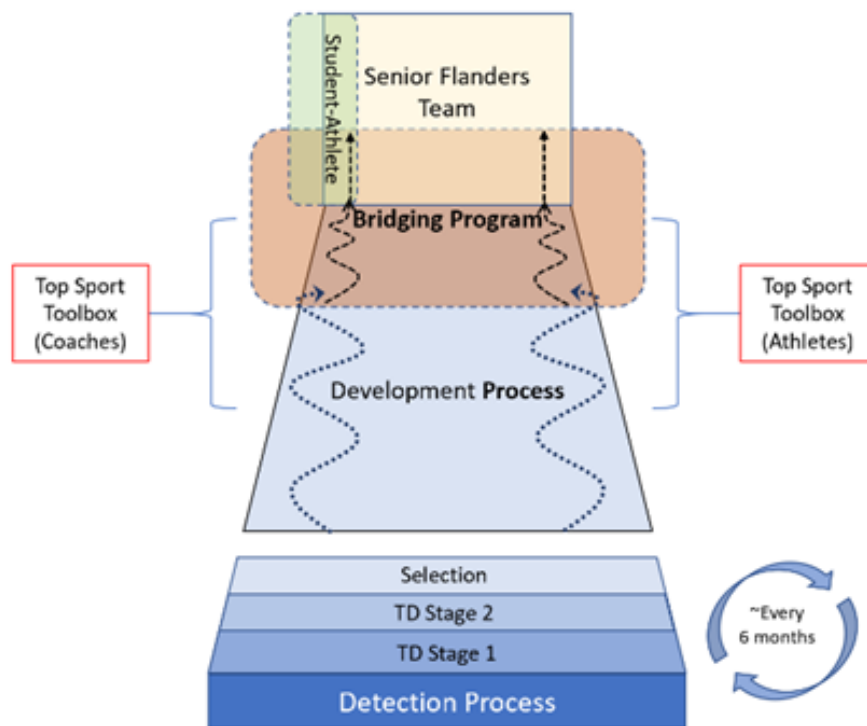 Student-Athlete
Senior Flanders
Team
Bridging Program
Top Sport
Toolbox
(Coaches)
Top Sport
Toolbox
(Athletes)
Development Process
Selection
TD Stage 2
TD Stage 1
Detection Process
~Every
6 months